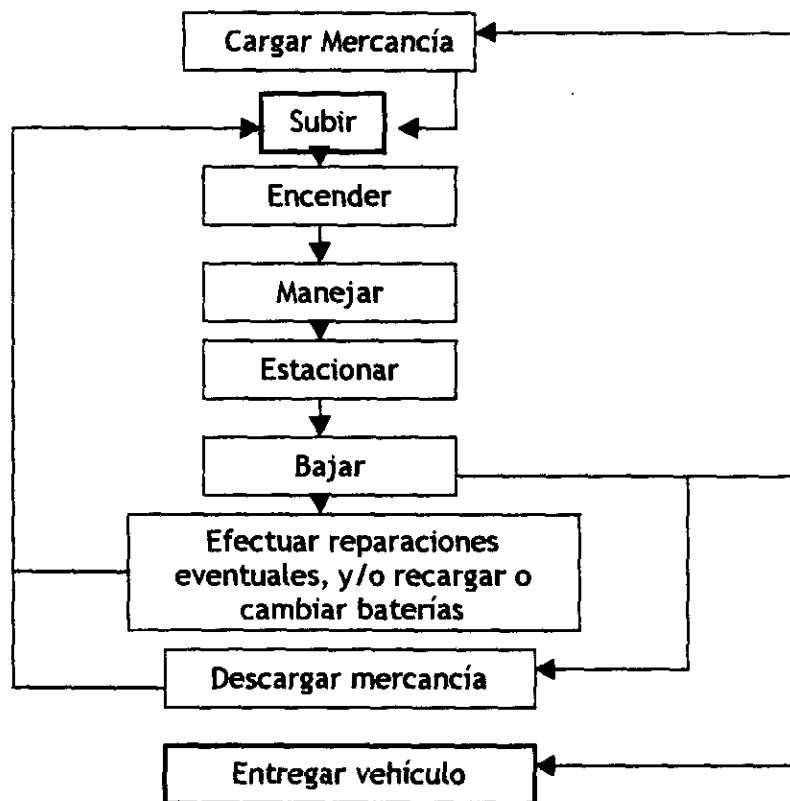 Cargar Mercancía
Subir
Encender
Manejar
Estacionar
Bajar
Efectuar reparaciones
eventuales, y/o recargar o
cambiar baterías
Descargar mercancía
Entregar vehículo